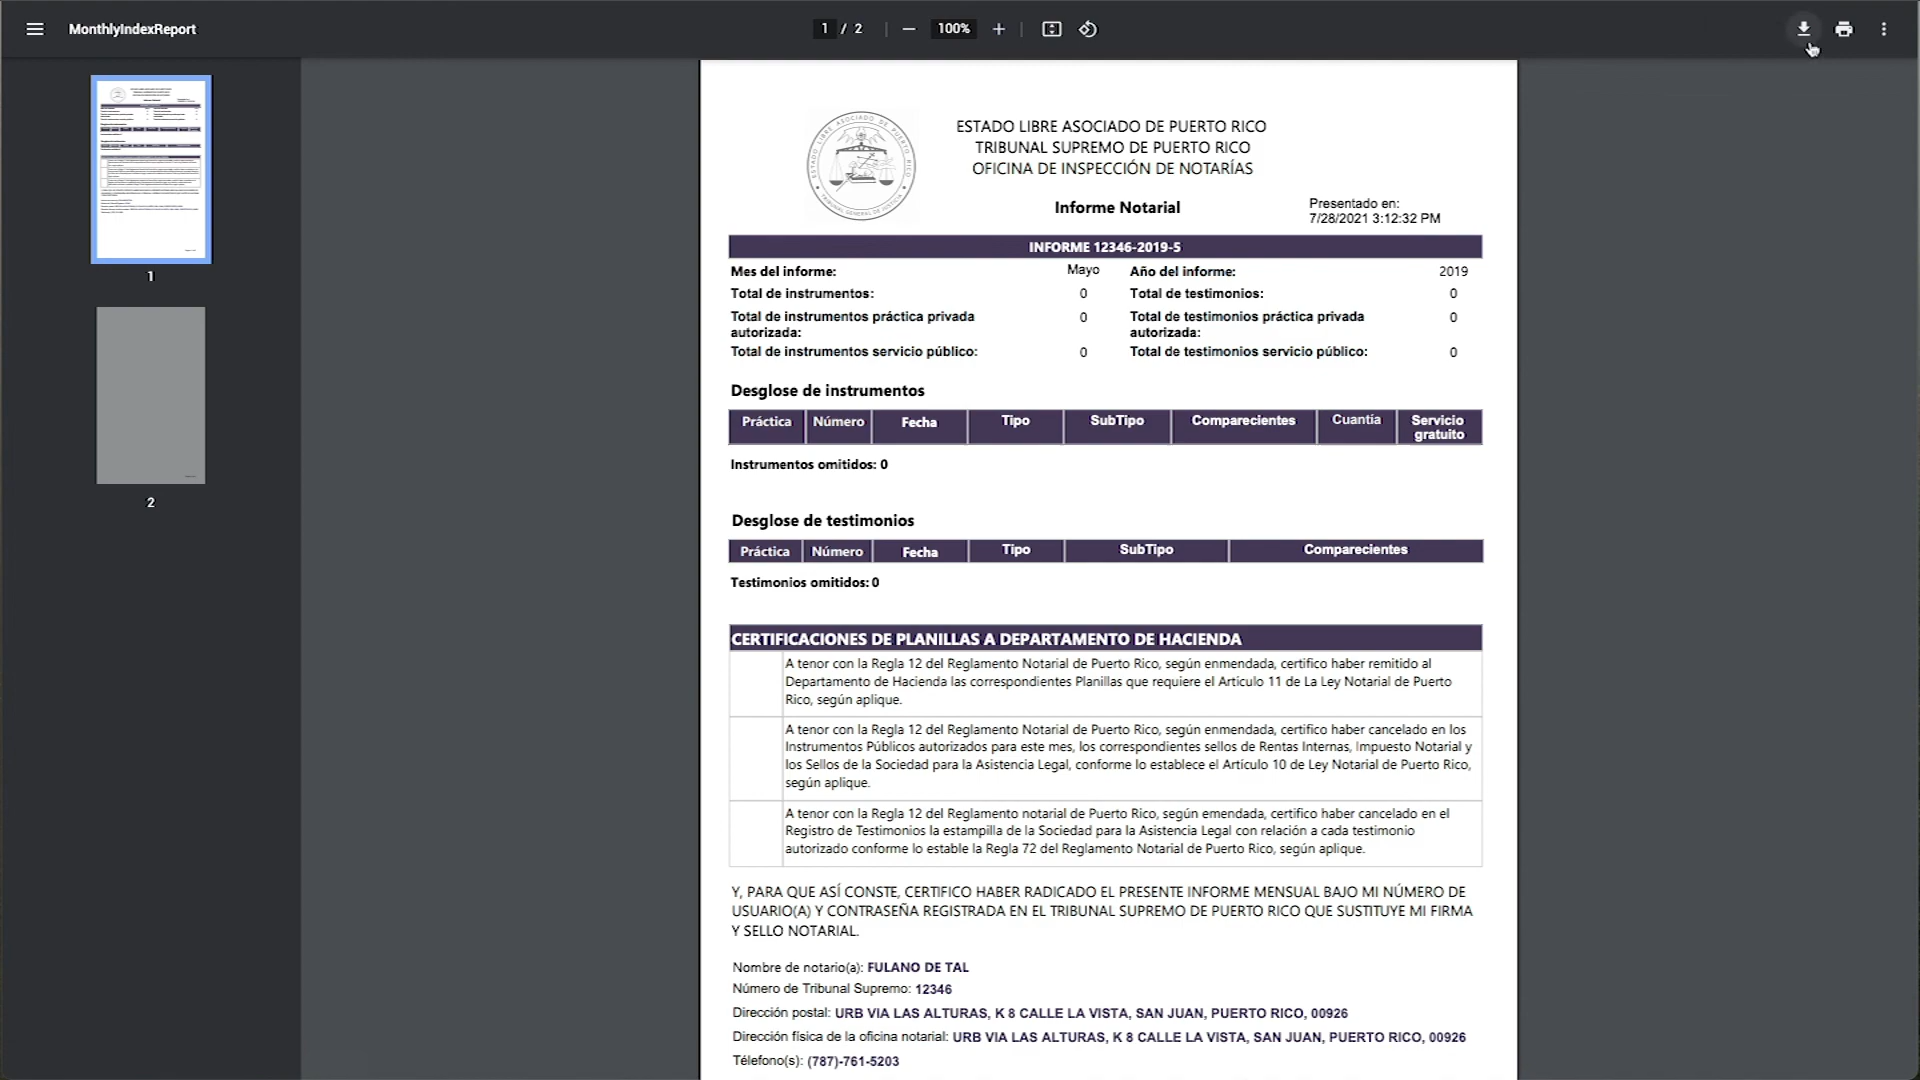 MonthlyIndexReport
1 / 2
100%
1
2
ESTADO LIBRE ASOCIADO DE PUERTO RICO
TRIBUNAL GENERAL DE JUSTICIA
ESTADO LIBRE ASOCIADO DE PUERTO RICO
TRIBUNAL SUPREMO DE PUERTO RICO
OFICINA DE INSPECCIÓN DE NOTARÍAS
Informe Notarial
Presentado en:
7/28/2021 3:12:32 PM
INFORME 12346-2019-5
Mes del informe: Mayo Año del informe: 2019
Total de instrumentos: 0 Total de testimonios: 0
Total de instrumentos práctica privada autorizada: 0 Total de testimonios práctica privada autorizada: 0
Total de instrumentos servicio público: 0 Total de testimonios servicio público: 0
Desglose de instrumentos
Práctica Número Fecha Tipo SubTipo Comparecientes Cuantía Servicio gratuito
Instrumentos omitidos: 0
Desglose de testimonios
Práctica Número Fecha Tipo SubTipo Comparecientes
Testimonios omitidos: 0
CERTIFICACIONES DE PLANILLAS A DEPARTAMENTO DE HACIENDA
A tenor con la Regla 12 del Reglamento Notarial de Puerto Rico, según enmendada, certifico haber remitido al
Departamento de Hacienda las correspondientes Planillas que requiere el Artículo 11 de La Ley Notarial de Puerto
Rico, según aplique.
A tenor con la Regla 12 del Reglamento Notarial de Puerto Rico, según enmendada, certifico haber cancelado en los
Instrumentos Públicos autorizados para este mes, los correspondientes sellos de Rentas Internas, Impuesto Notarial y
los Sellos de la Sociedad para la Asistencia Legal, conforme lo establece el Artículo 10 de Ley Notarial de Puerto Rico,
según aplique.
A tenor con la Regla 12 del Reglamento notarial de Puerto Rico, según emendada, certifico haber cancelado en el
Registro de Testimonios la estampilla de la Sociedad para la Asistencia Legal con relación a cada testimonio
autorizado conforme lo estable la Regla 72 del Reglamento Notarial de Puerto Rico, según aplique.
Y, PARA QUE ASÍ CONSTE, CERTIFICO HABER RADICADO EL PRESENTE INFORME MENSUAL BAJO MI NÚMERO DE
USUARIO(A) Y CONTRASEÑA REGISTRADA EN EL TRIBUNAL SUPREMO DE PUERTO RICO QUE SUSTITUYE MI FIRMA
Y SELLO NOTARIAL.
Nombre de notario(a): FULANO DE TAL
Número de Tribunal Supremo: 12346
Dirección postal: URB VIA LAS ALTURAS, K 8 CALLE LA VISTA, SAN JUAN, PUERTO RICO, 00926
Dirección física de la oficina notarial: URB VIA LAS ALTURAS, K 8 CALLE LA VISTA, SAN JUAN, PUERTO RICO, 00926
Télefono(s): (787)-761-5203